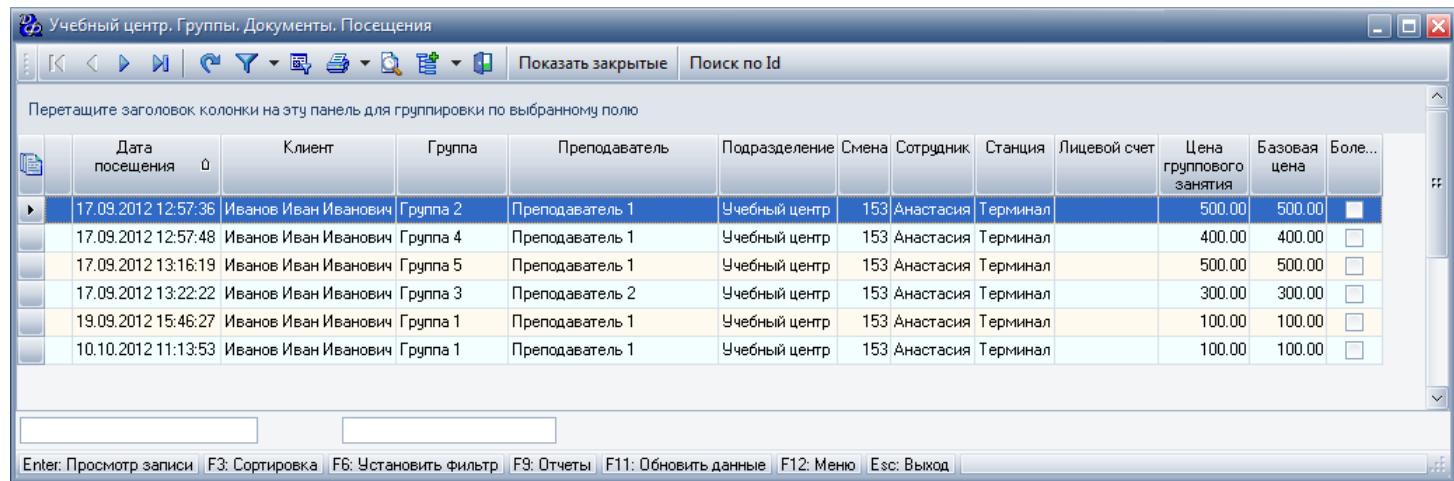 Учебный центр. Группы. Документы. Посещения
Показать закрытые Поиск по Id
Перетащите заголовок колонки на эту панель для группировки по выбранному полю
Дата посещения Клиент Группа Преподаватель Подразделение Смена Сотрудник Станция Лицевой счет Цена группового занятия Базовая цена Боле...
17.09.2012 12:57:36 Иванов Иван Иванович Группа 2 Преподаватель 1 Учебный центр 153 Анастасия Терминал 500.00 500.00
17.09.2012 12:57:48 Иванов Иван Иванович Группа 4 Преподаватель 1 Учебный центр 153 Анастасия Терминал 400.00 400.00
17.09.2012 13:16:19 Иванов Иван Иванович Группа 5 Преподаватель 1 Учебный центр 153 Анастасия Терминал 500.00 500.00
17.09.2012 13:22:22 Иванов Иван Иванович Группа 3 Преподаватель 2 Учебный центр 153 Анастасия Терминал 300.00 300.00
19.09.2012 15:46:27 Иванов Иван Иванович Группа 1 Преподаватель 1 Учебный центр 153 Анастасия Терминал 100.00 100.00
10.10.2012 11:13:53 Иванов Иван Иванович Группа 1 Преподаватель 1 Учебный центр 153 Анастасия Терминал 100.00 100.00
Enter: Просмотр записи F3: Сортировка F6: Установить фильтр F9: Отчеты F11: Обновить данные F12: Меню Esc: Выход